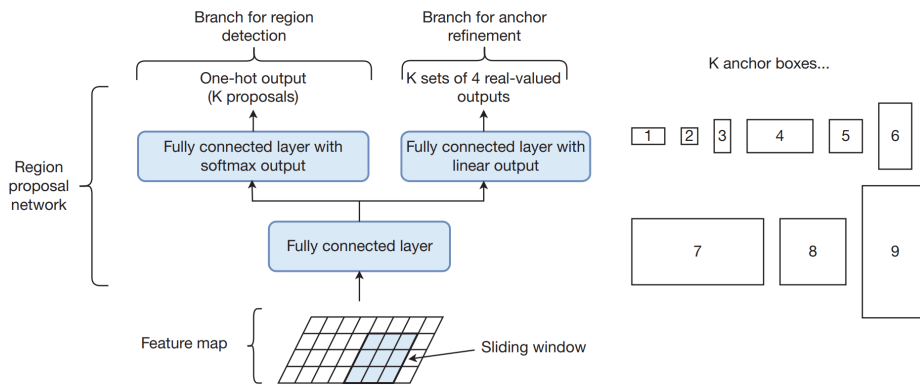 Branch for region
detection
Branch for anchor
refinement
One-hot output
(K proposals)
K sets of 4 real-valued
outputs
K anchor boxes...
Fully connected layer with
softmax output
Fully connected layer with
linear output
Region
proposal
network
Fully connected layer
1
2
3
4
5
6
7
8
9
Feature map
Sliding window